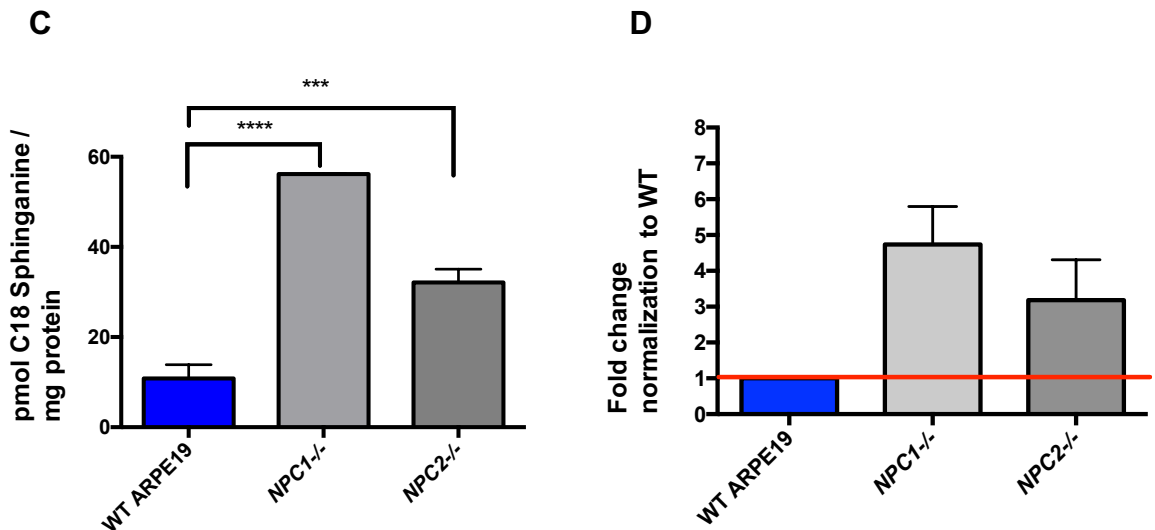 C
***
****
pmol C18 Sphinganine /
mg protein
60
40
20
0
WT ARPE19
NPC1-/-
NPC2-/-
D
Fold change
normalization to WT
8
7
6
5
4
3
2
1
0
WT ARPE19
NPC1-/-
NPC2-/-